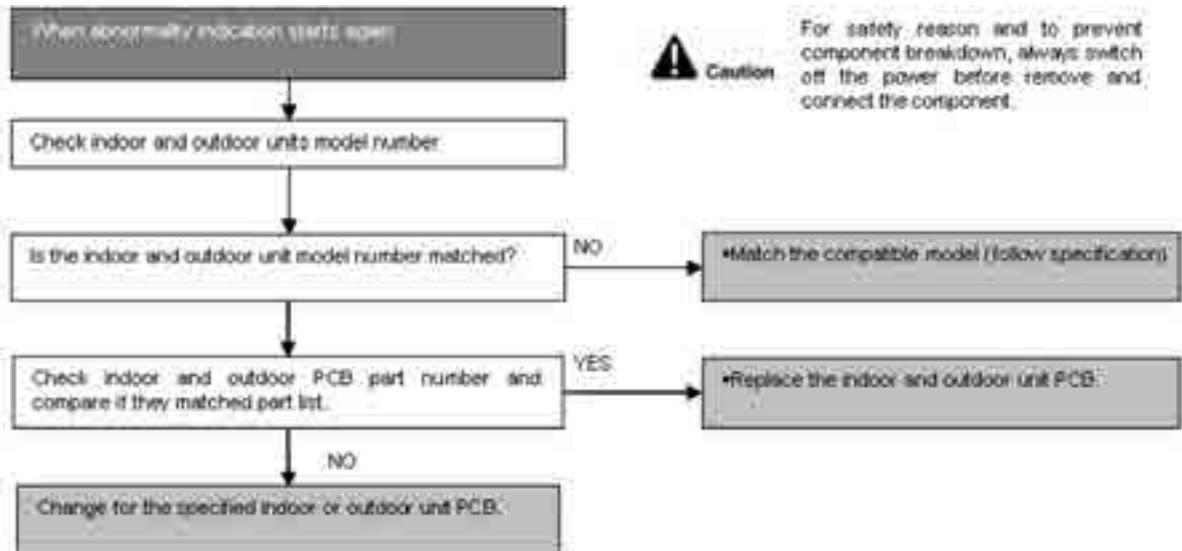 When abnormality indication starts again
For safety reason and to prevent
component breakdown, always switch
off the power before remove and
connect the component.
Caution
Check indoor and outdoor units model number
Is the indoor and outdoor unit model number matched?
NO
•Match the compatible model (follow specification)
Check indoor and outdoor PCB part number and
compare if they matched part list.
YES
•Replace the indoor and outdoor unit PCB.
NO
Change for the specified indoor or outdoor unit PCB.